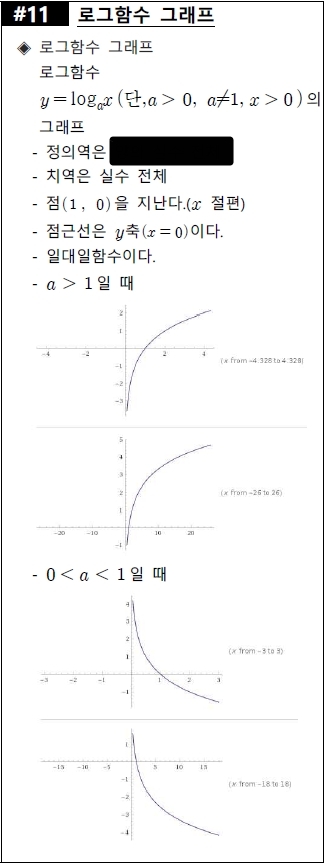 #11 로그함수 그래프
◈ 로그함수 그래프
로그함수
y=logₐx (단,a > 0, a≠1, x > 0)의
그래프
- 정의역은
- 치역은 실수 전체
- 점(1, 0)을 지난다.(x 절편)
- 점근선은 y축(x=0)이다.
- 일대일함수이다.
- a > 1일 때
2
1
-4 -2 2 4
(x from -4.328 to 4.328)
-1
-2
-3
5
4
3
2
(x from -26 to 26)
1
-20 -10 10 20
-1
- 0 < a < 1일 때
4
3
2
(x from -3 to 3)
1
-3 -2 -1 1 2 3
-1
1
-15 -10 -5 5 10 15
-1
(x from -18 to 18)
-2
-3
-4